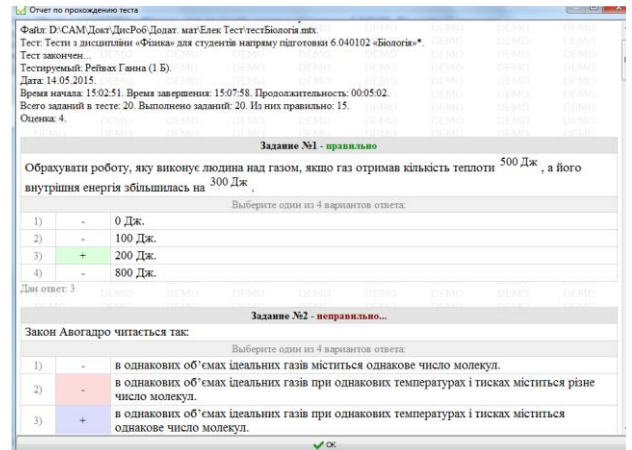 Отчет по прохождению теста
Файл: D:\САМ\Докт\ДисРоб\Додат. мат\Елек Тест\тестБіологія.mtx.
Тест: Тести з дисципліни «Фізика» для студентів напряму підготовки 6.040102 «Біологія»*.
Тест закончен...
Тестируемый: Рейвах Ганна (1 Б).
Дата: 14.05.2015.
Время начала: 15:02:51. Время завершения: 15:07:58. Продолжительность: 00:05:02.
Всего заданий в тесте: 20. Выполнено заданий: 20. Из них правильно: 15.
Оценка: 4.
Задание №1 - правильно
Обрахувати роботу, яку виконує людина над газом, якщо газ отримав кількість теплоти 500 Дж , а його
внутрішня енергія збільшилась на 300 Дж .
Выберите один из 4 вариантов ответа:
1) - 0 Дж.
2) - 100 Дж.
3) + 200 Дж.
4) - 800 Дж.
Дан ответ: 3
Задание №2 - неправильно...
Закон Авогадро читається так:
Выберите один из 4 вариантов ответа:
1) - в однакових об’ємах ідеальних газів міститься однакове число молекул.
2) - в однакових об’ємах ідеальних газів при однакових температурах і тисках міститься різне
число молекул.
3) + в однакових об’ємах ідеальних газів при однакових температурах і тисках міститься
однакове число молекул.
OK